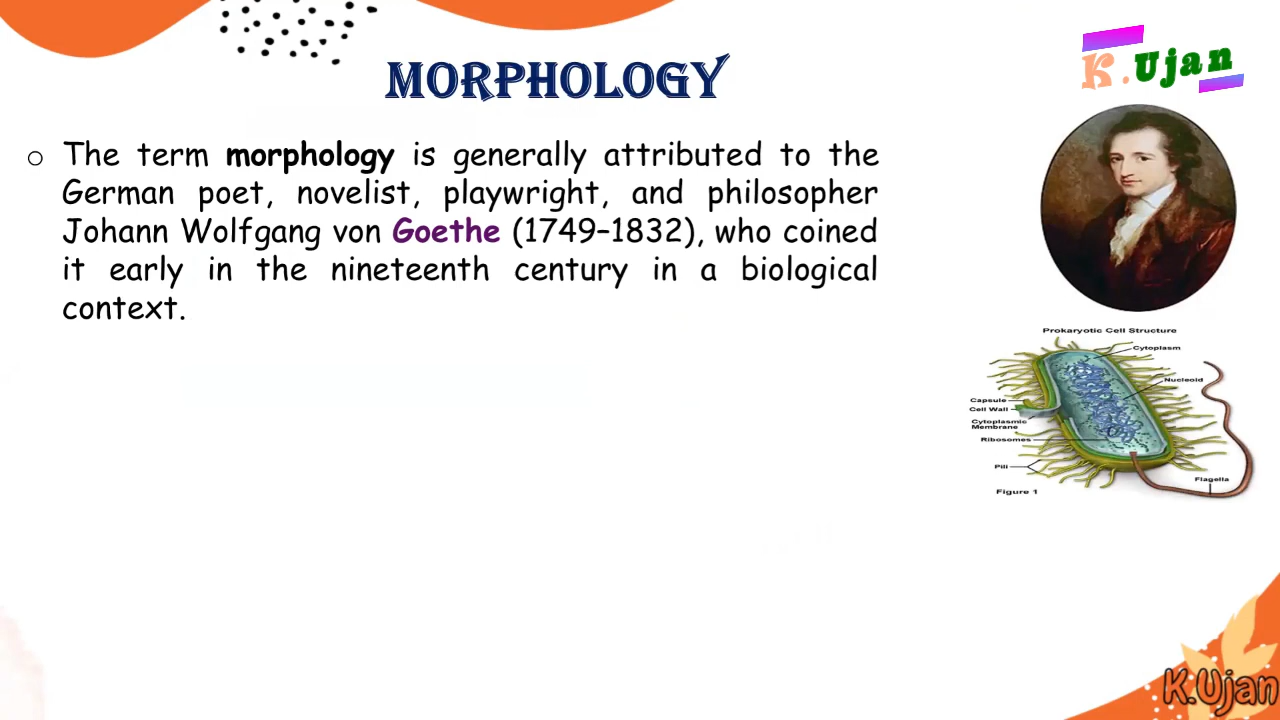 MORPHOLOGY
K.Ujan
o The term morphology is generally attributed to the
German poet, novelist, playwright, and philosopher
Johann Wolfgang von Goethe (1749–1832), who coined
it early in the nineteenth century in a biological
context.
Prokaryotic Cell Structure
Cytoplasm
Nucleoid
Capsule
Cell Wall
Cytoplasmic
Membrane
Ribosomes
Pili
Flagella
Figure 1
K.Ujan